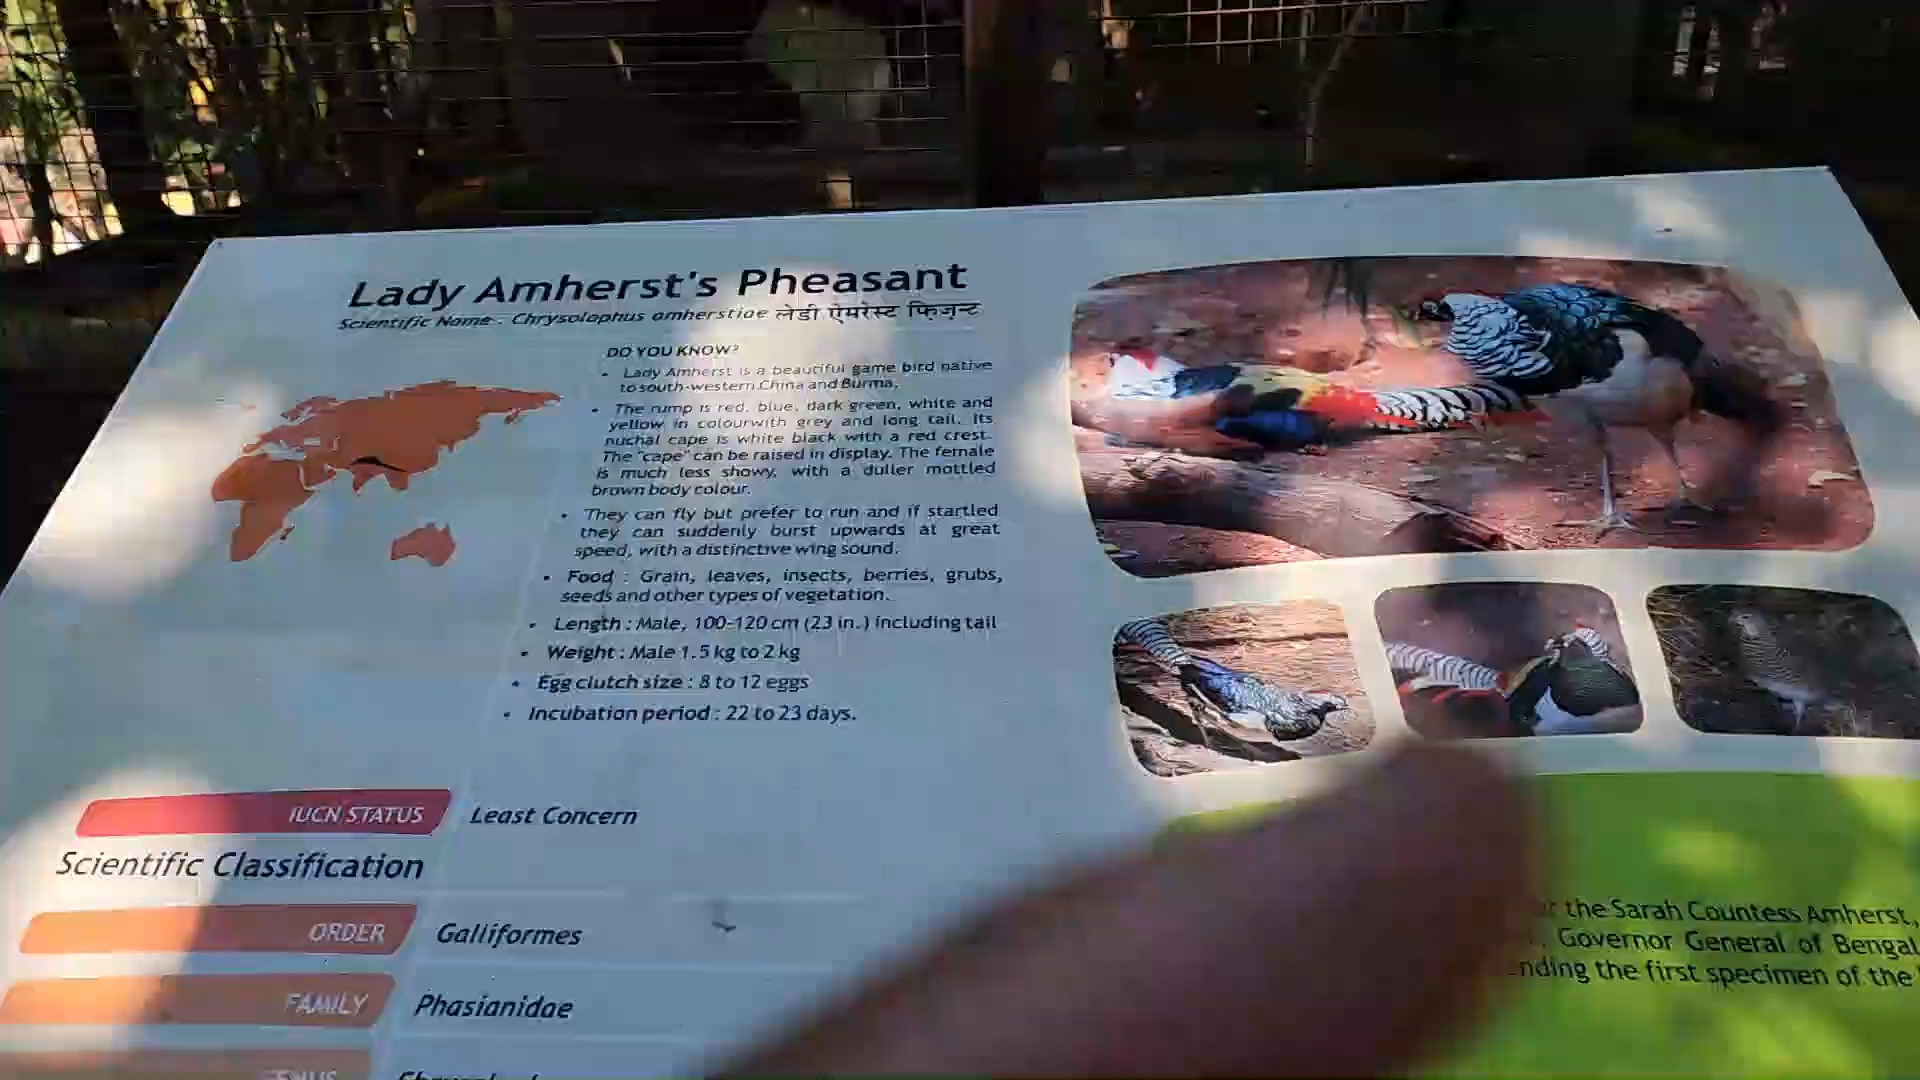 Lady Amherst's Pheasant
Scientific Name : Chrysolophus amherstiae लेडी ऐमरेस्ट फिज़न्ट
DO YOU KNOW?
• Lady Amherst is a beautiful game bird native
to south-western China and Burma.
• The rump is red, blue, dark green, white and
yellow in colourwith grey and long tail. Its
nuchal cape is white black with a red crest.
The "cape" can be raised in display. The female
is much less showy, with a duller mottled
brown body colour.
• They can fly but prefer to run and if startled
they can suddenly burst upwards at great
speed, with a distinctive wing sound.
• Food : Grain, leaves, insects, berries, grubs,
seeds and other types of vegetation.
• Length : Male, 100-120 cm (23 in.) including tail
• Weight : Male 1.5 kg to 2 kg
• Egg clutch size : 8 to 12 eggs
• Incubation period : 22 to 23 days.
IUCN STATUS Least Concern
Scientific Classification
ORDER Galliformes
FAMILY Phasianidae
the Sarah Countess Amherst,
Governor General of Bengal
the first specimen of the